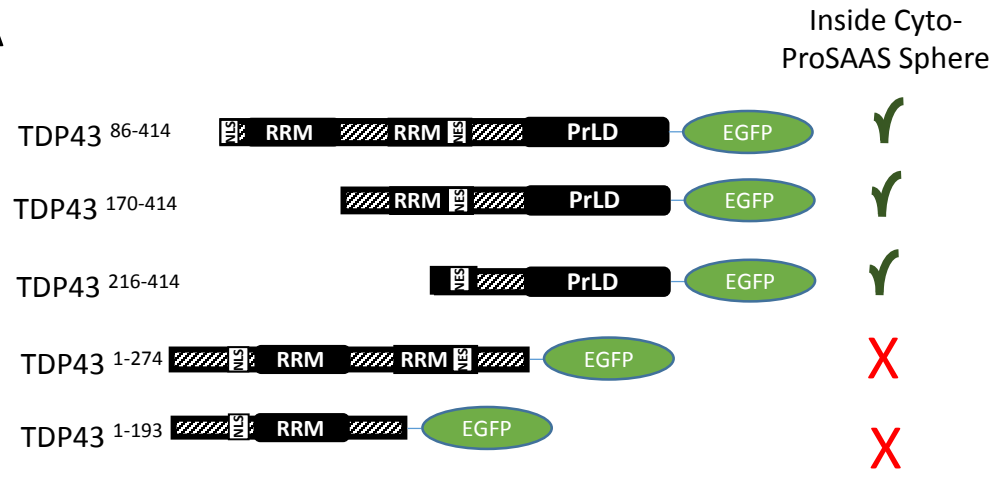 A
Inside Cyto-
ProSAAS Sphere
TDP43 86-414 NLS RRM RRM NES PrLD EGFP
TDP43 170-414 RRM NES PrLD EGFP
TDP43 216-414 NES PrLD EGFP
TDP43 1-274 NLS RRM RRM NES EGFP X
TDP43 1-193 NLS RRM EGFP X